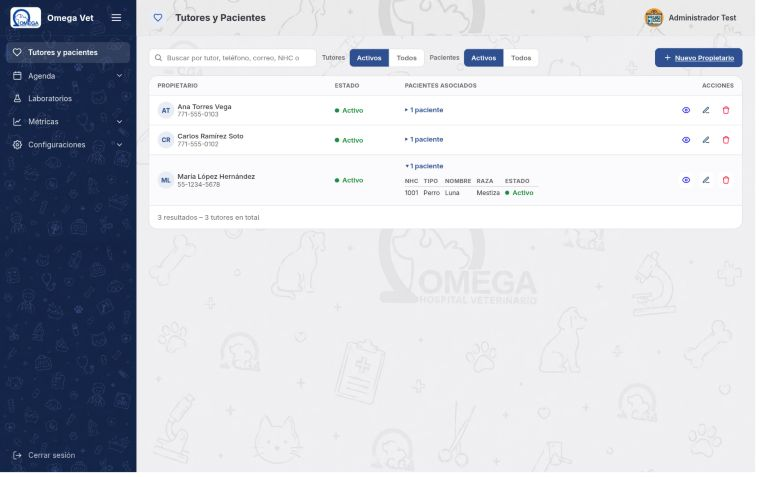 OMEGA
Omega Vet
Tutores y pacientes
Agenda
Laboratorios
Métricas
Configuraciones
Cerrar sesión
Tutores y Pacientes
Administrador Test
Buscar por tutor, teléfono, correo, NHC o
Tutores
Activos
Todos
Pacientes
Activos
Todos
+ Nuevo Propietario
PROPIETARIO ESTADO PACIENTES ASOCIADOS ACCIONES
AT
Ana Torres Vega
771-555-0103
Activo
1 paciente
CR
Carlos Ramírez Soto
771-555-0102
Activo
1 paciente
ML
María López Hernández
55-1234-5678
Activo
1 paciente
NHC TIPO NOMBRE RAZA ESTADO
1001 Perro Luna Mestiza Activo
3 resultados – 3 tutores en total
OMEGA
HOSPITAL VETERINARIO